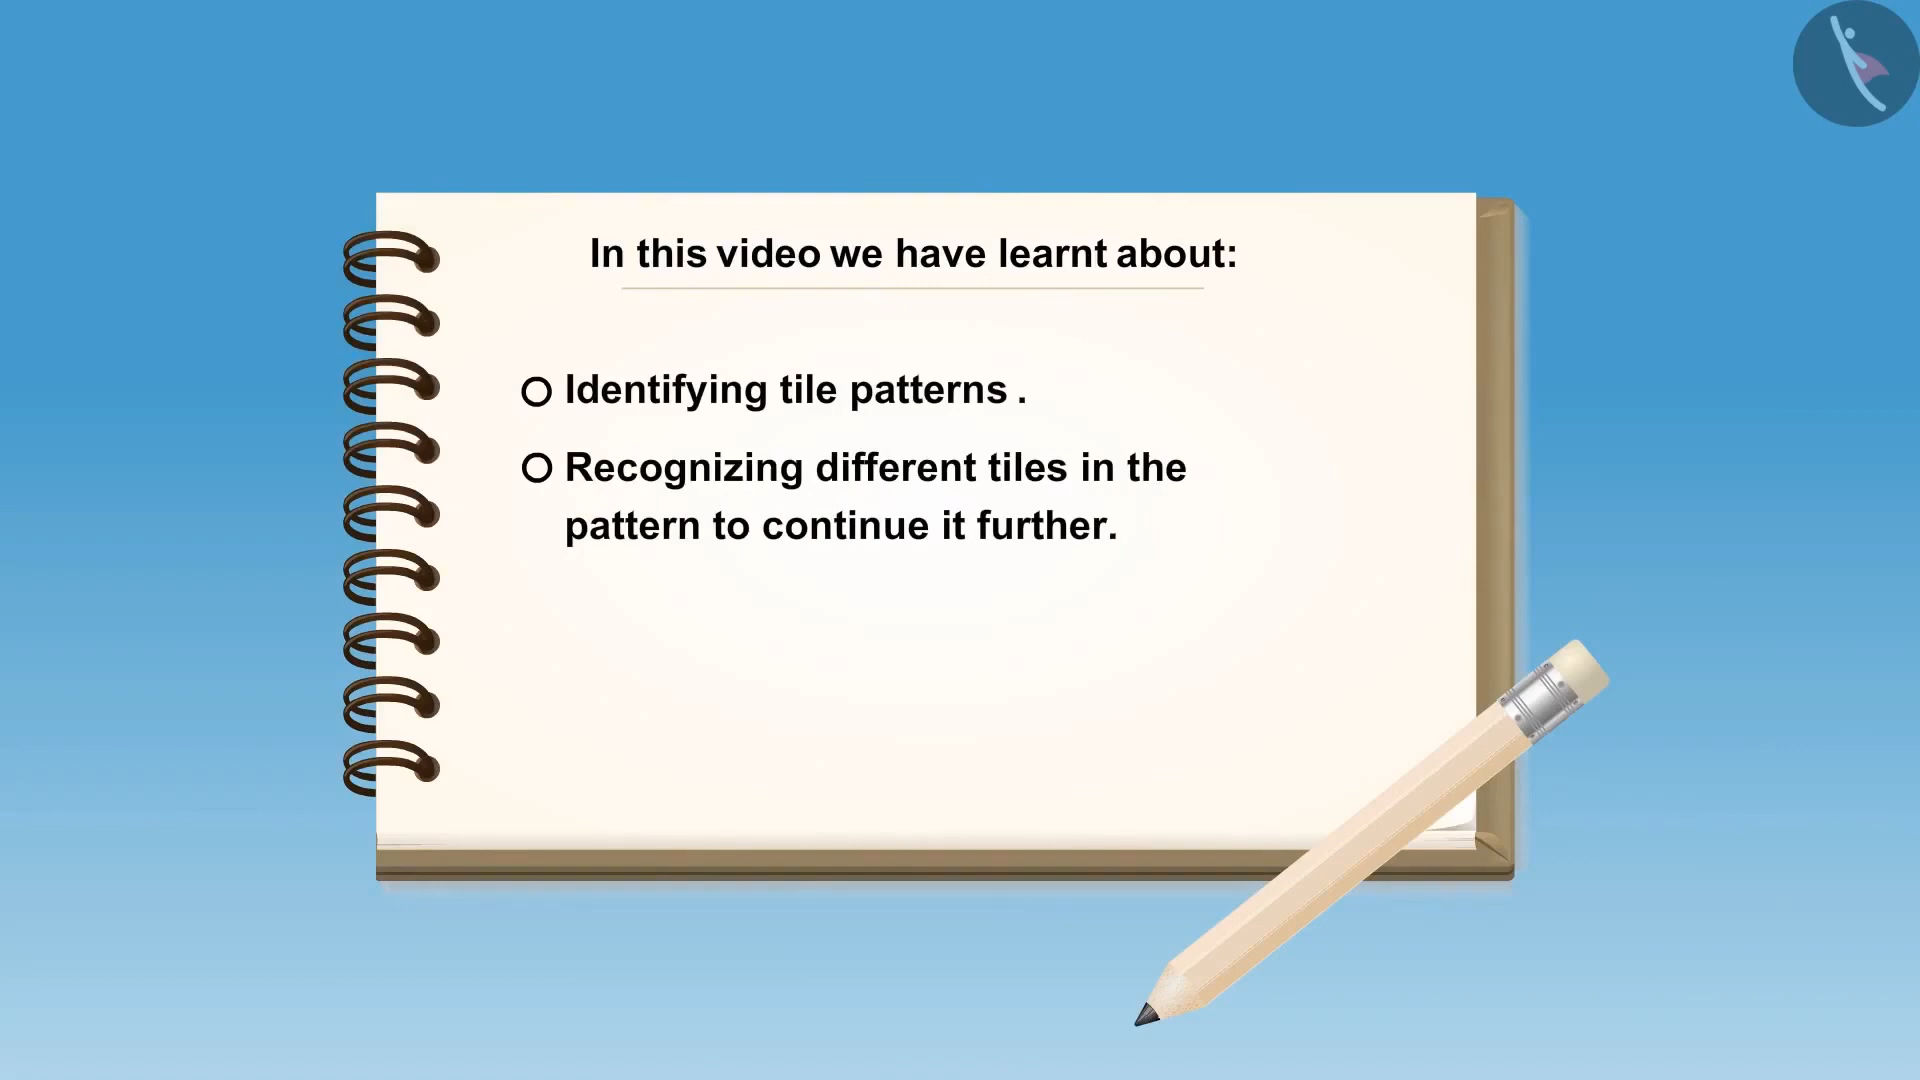 In this video we have learnt about:
Identifying tile patterns .
Recognizing different tiles in the
pattern to continue it further.